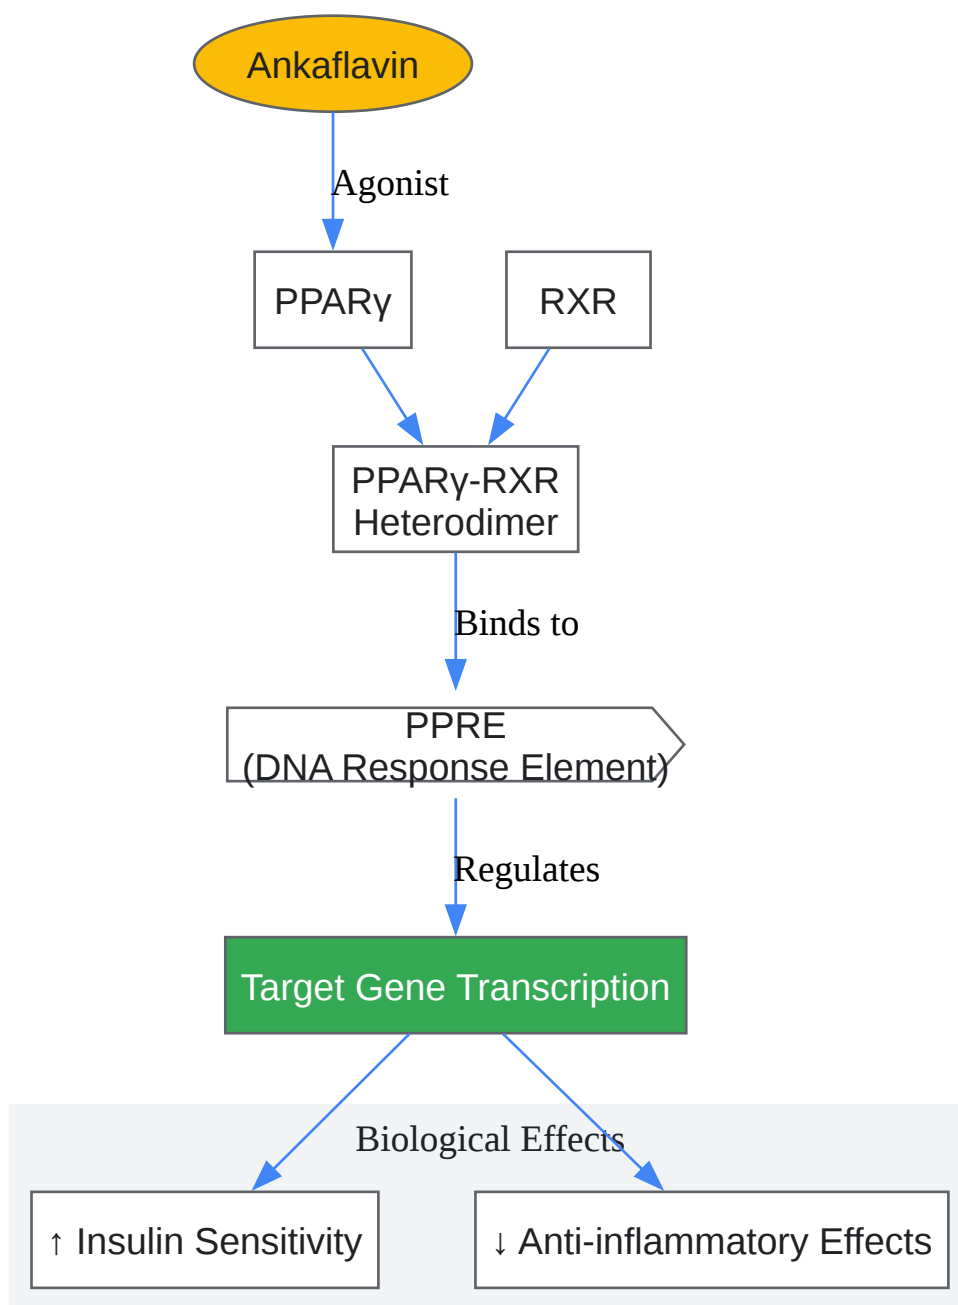 Ankaflavin
Agonist
PPARγ
RXR
PPARγ-RXR
Heterodimer
Binds to
PPRE
(DNA Response Element)
Regulates
Target Gene Transcription
Biological Effects
↑ Insulin Sensitivity
↓ Anti-inflammatory Effects